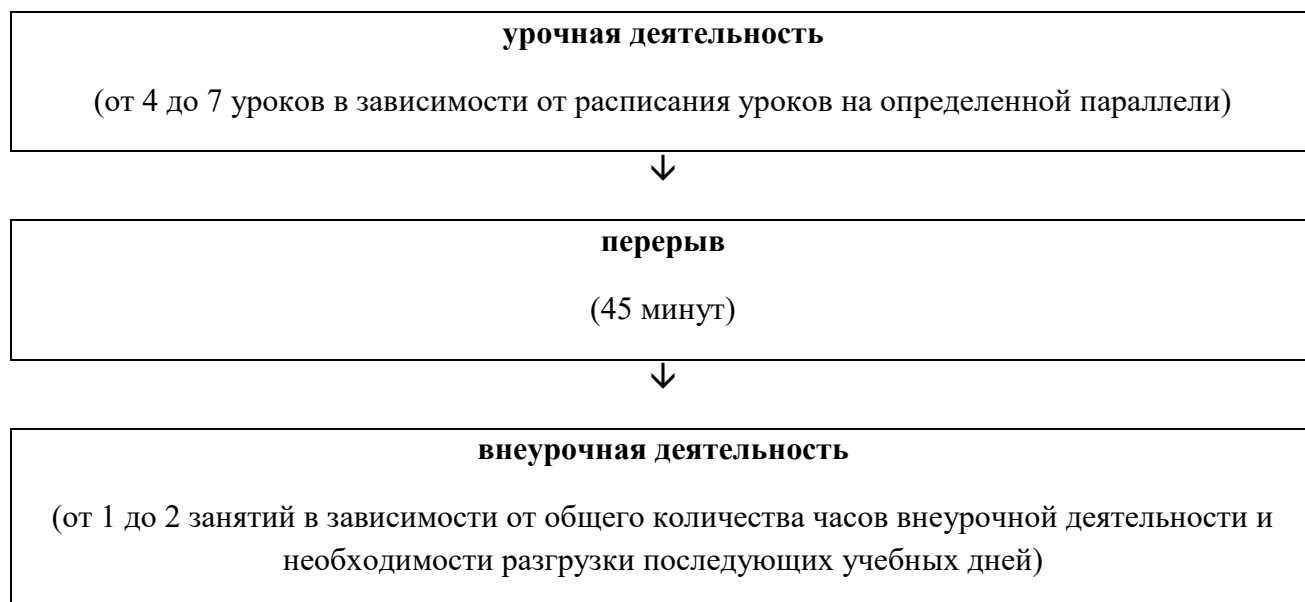 урочная деятельность
(от 4 до 7 уроков в зависимости от расписания уроков на определенной параллели)
↓
перерыв
(45 минут)
↓
внеурочная деятельность
(от 1 до 2 занятий в зависимости от общего количества часов внеурочной деятельности и
необходимости разгрузки последующих учебных дней)